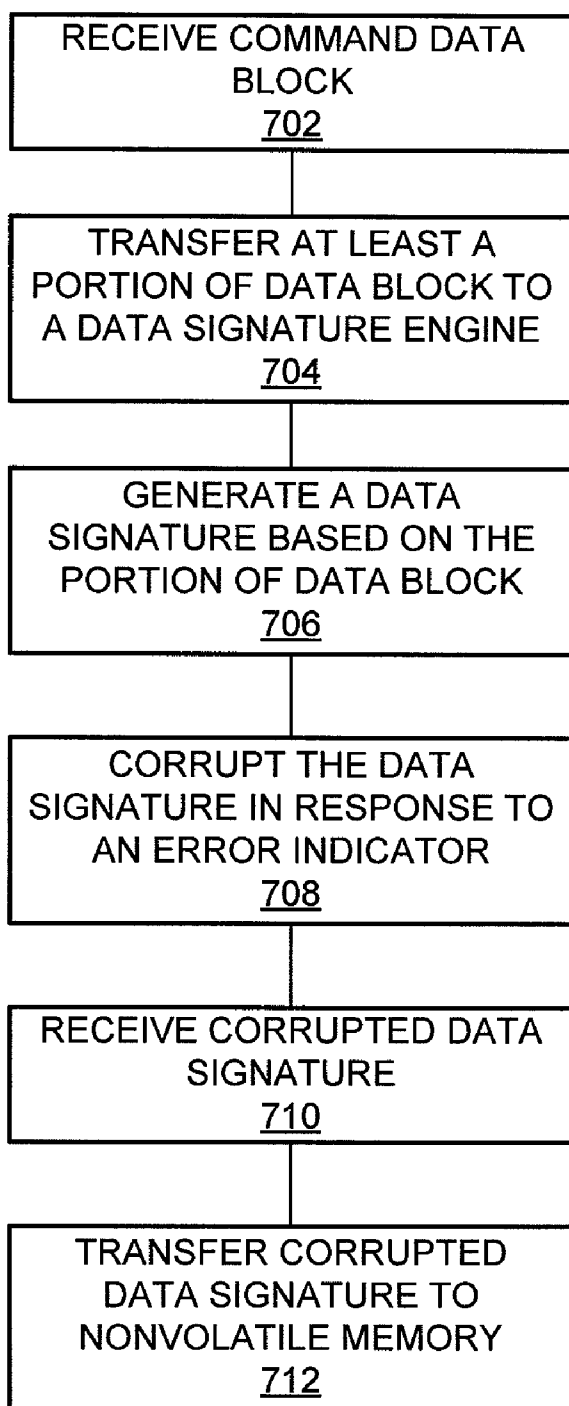 RECEIVE COMMAND DATA
BLOCK
702
TRANSFER AT LEAST A
PORTION OF DATA BLOCK TO
A DATA SIGNATURE ENGINE
704
GENERATE A DATA
SIGNATURE BASED ON THE
PORTION OF DATA BLOCK
706
CORRUPT THE DATA
SIGNATURE IN RESPONSE TO
AN ERROR INDICATOR
708
RECEIVE CORRUPTED DATA
SIGNATURE
710
TRANSFER CORRUPTED
DATA SIGNATURE TO
NONVOLATILE MEMORY
712